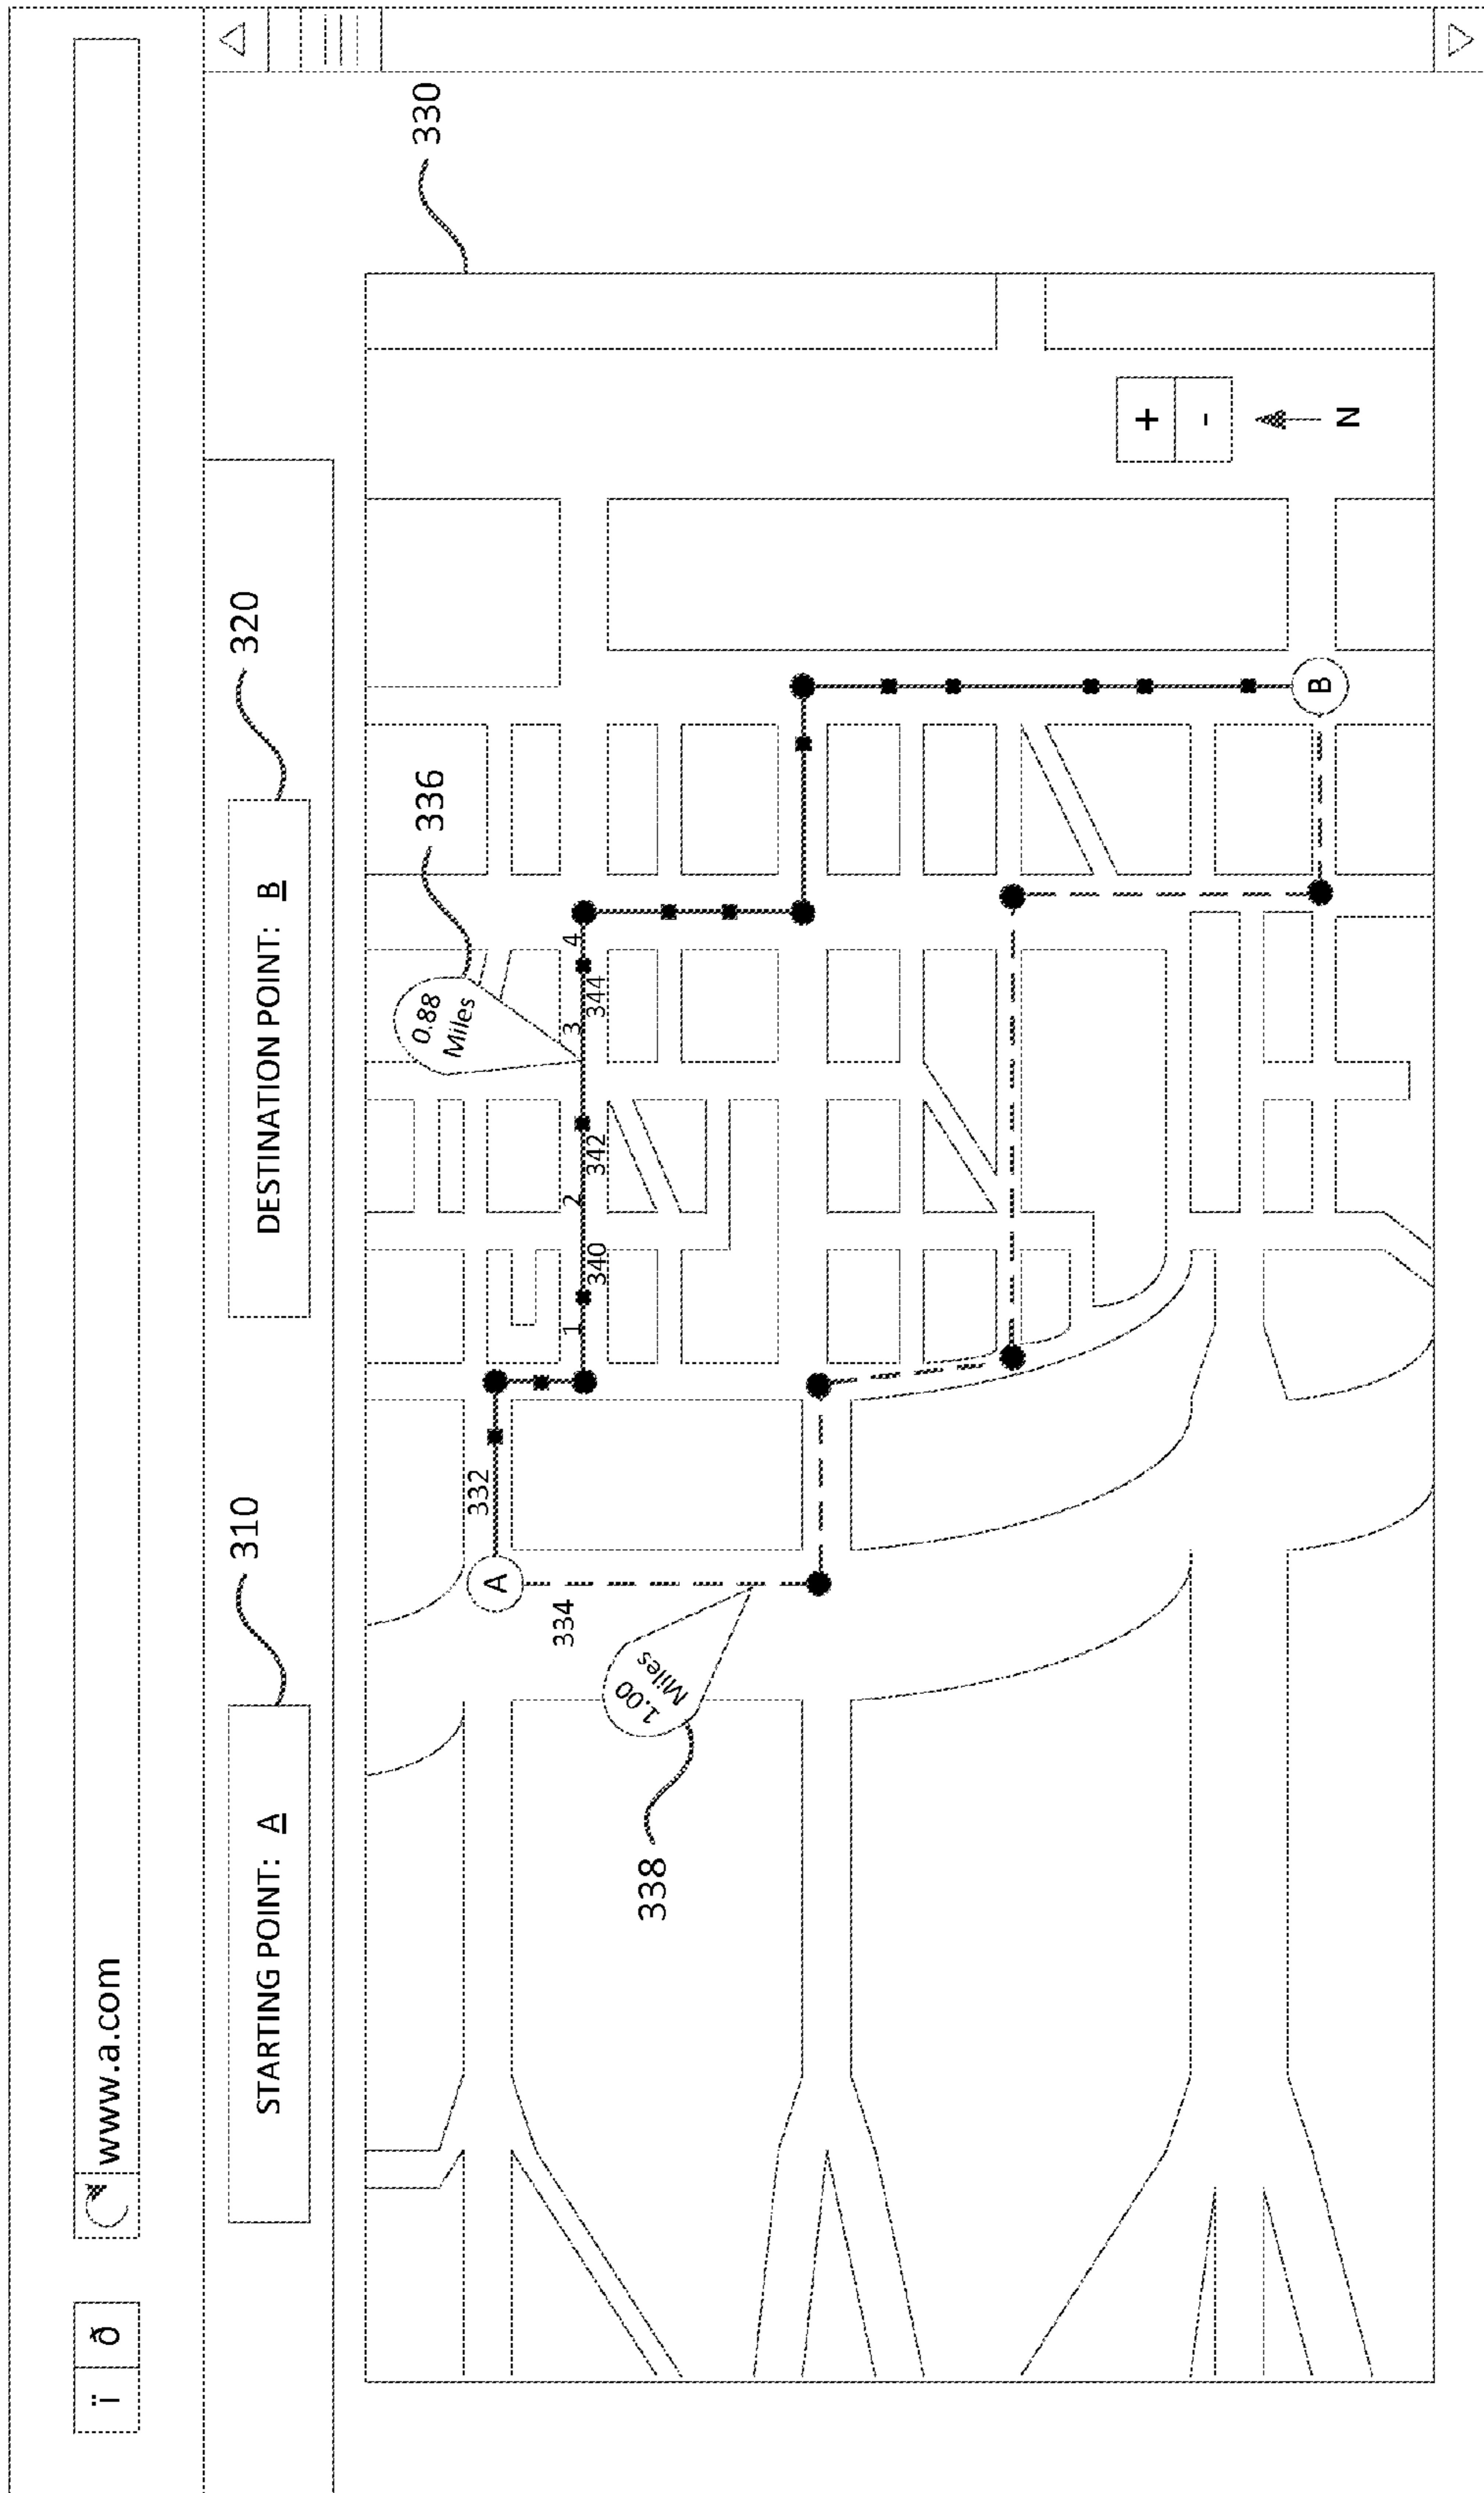 ï ð www.a.com
STARTING POINT: A
310
DESTINATION POINT: B
320
330
336
0.88
Miles
332
A
334
1
340
2
342
3
344
4
1.00
Miles
338
+
-
B
N